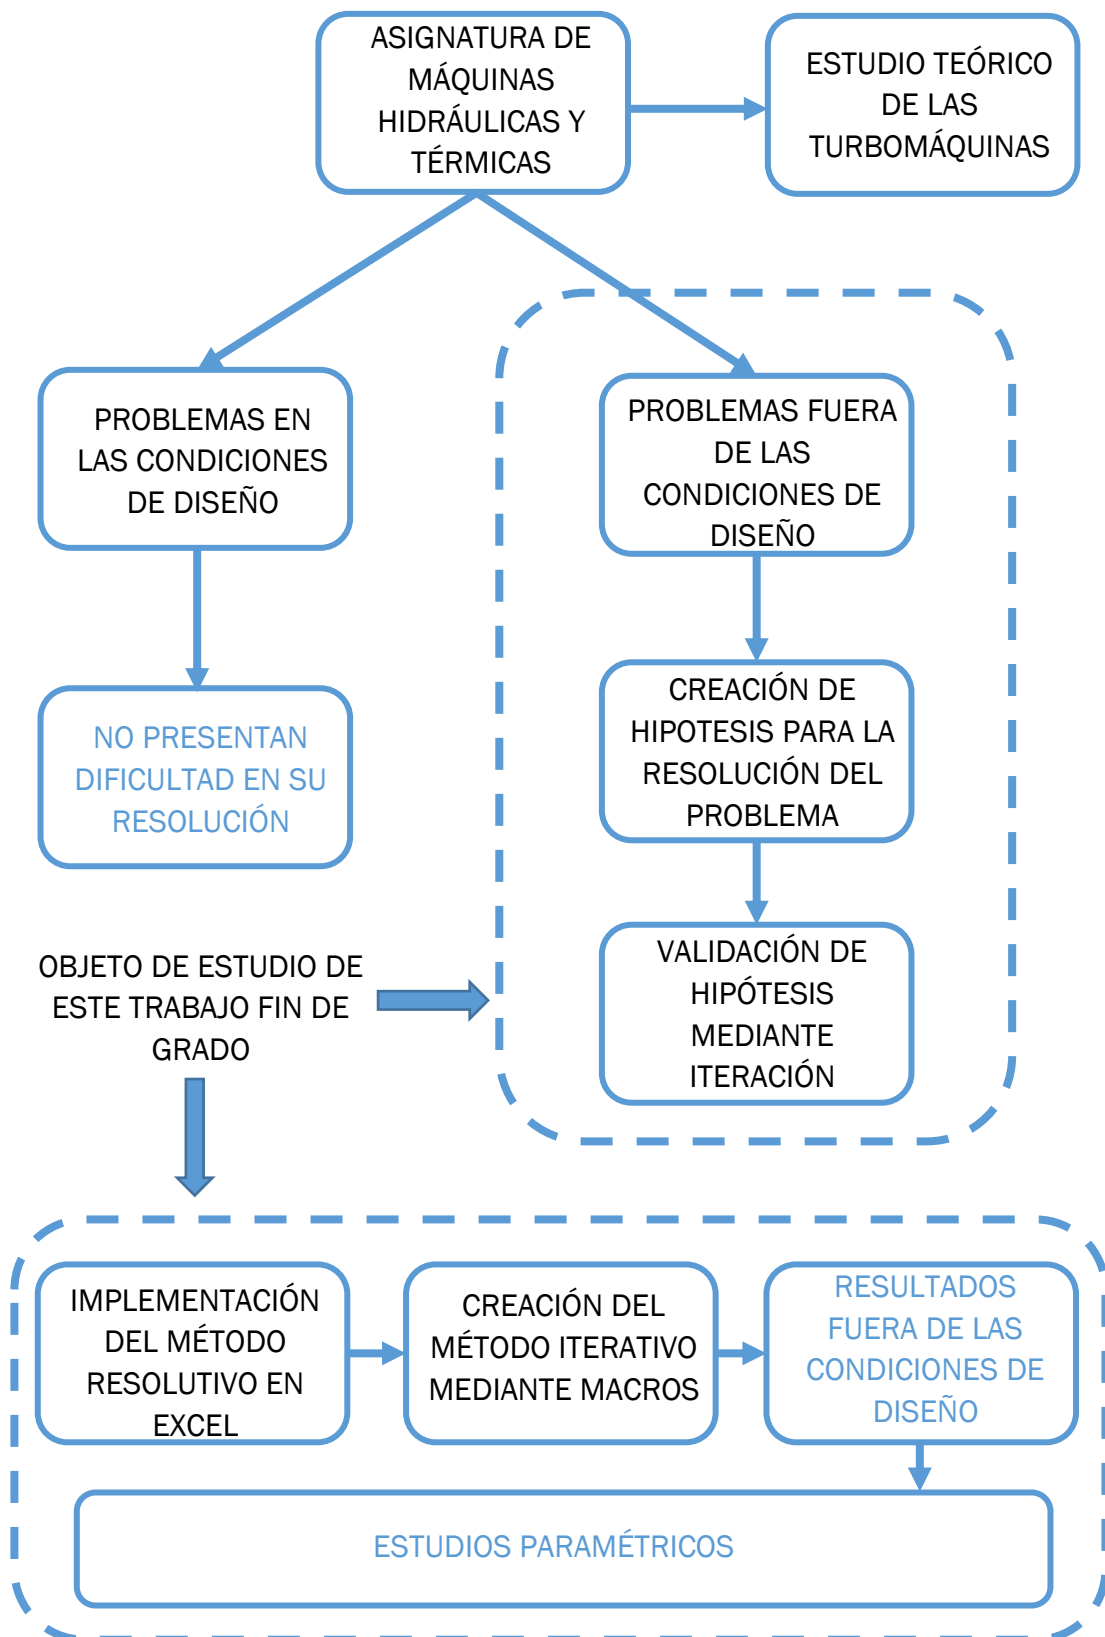 ASIGNATURA DE
MÁQUINAS
HIDRÁULICAS Y
TÉRMICAS
ESTUDIO TEÓRICO
DE LAS
TURBOMÁQUINAS
PROBLEMAS EN
LAS CONDICIONES
DE DISEÑO
PROBLEMAS FUERA
DE LAS
CONDICIONES DE
DISEÑO
NO PRESENTAN
DIFICULTAD EN SU
RESOLUCIÓN
CREACIÓN DE
HIPOTESIS PARA LA
RESOLUCIÓN DEL
PROBLEMA
VALIDACIÓN DE
HIPÓTESIS
MEDIANTE
ITERACIÓN
OBJETO DE ESTUDIO DE
ESTE TRABAJO FIN DE
GRADO
IMPLEMENTACIÓN
DEL MÉTODO
RESOLUTIVO EN
EXCEL
CREACIÓN DEL
MÉTODO ITERATIVO
MEDIANTE MACROS
RESULTADOS
FUERA DE LAS
CONDICIONES DE
DISEÑO
ESTUDIOS PARAMÉTRICOS